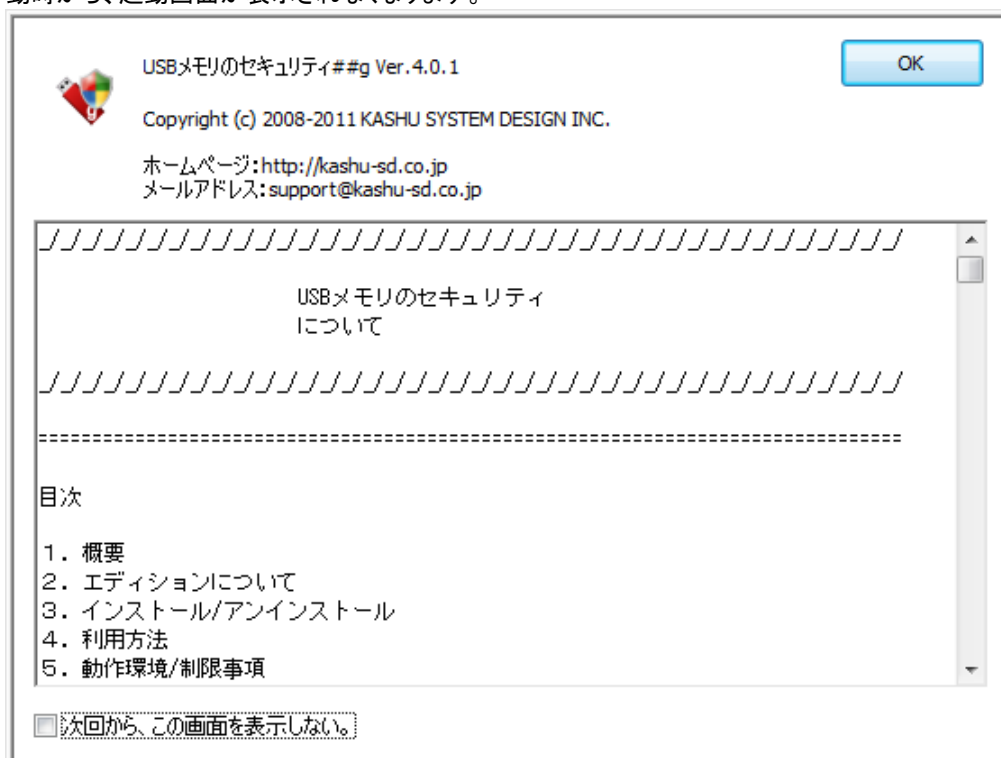 USBメモリのセキュリティ##g Ver.4.0.1
OK
Copyright (c) 2008-2011 KASHU SYSTEM DESIGN INC.
ホームページ:http://kashu-sd.co.jp
メールアドレス:support@kashu-sd.co.jp
_/_/_/_/_/_/_/_/_/_/_/_/_/_/_/_/_/_/_/_/_/_/_/_/_/_/_/_/_/_/_/_/_/_/_/_/_/_/_/_/
USBメモリのセキュリティ
について
_/_/_/_/_/_/_/_/_/_/_/_/_/_/_/_/_/_/_/_/_/_/_/_/_/_/_/_/_/_/_/_/_/_/_/_/_/_/_/_/
================================================================================
目次
1. 概要
2. エディションについて
3. インストール/アンインストール
4. 利用方法
5. 動作環境/制限事項
次回から、この画面を表示しない。